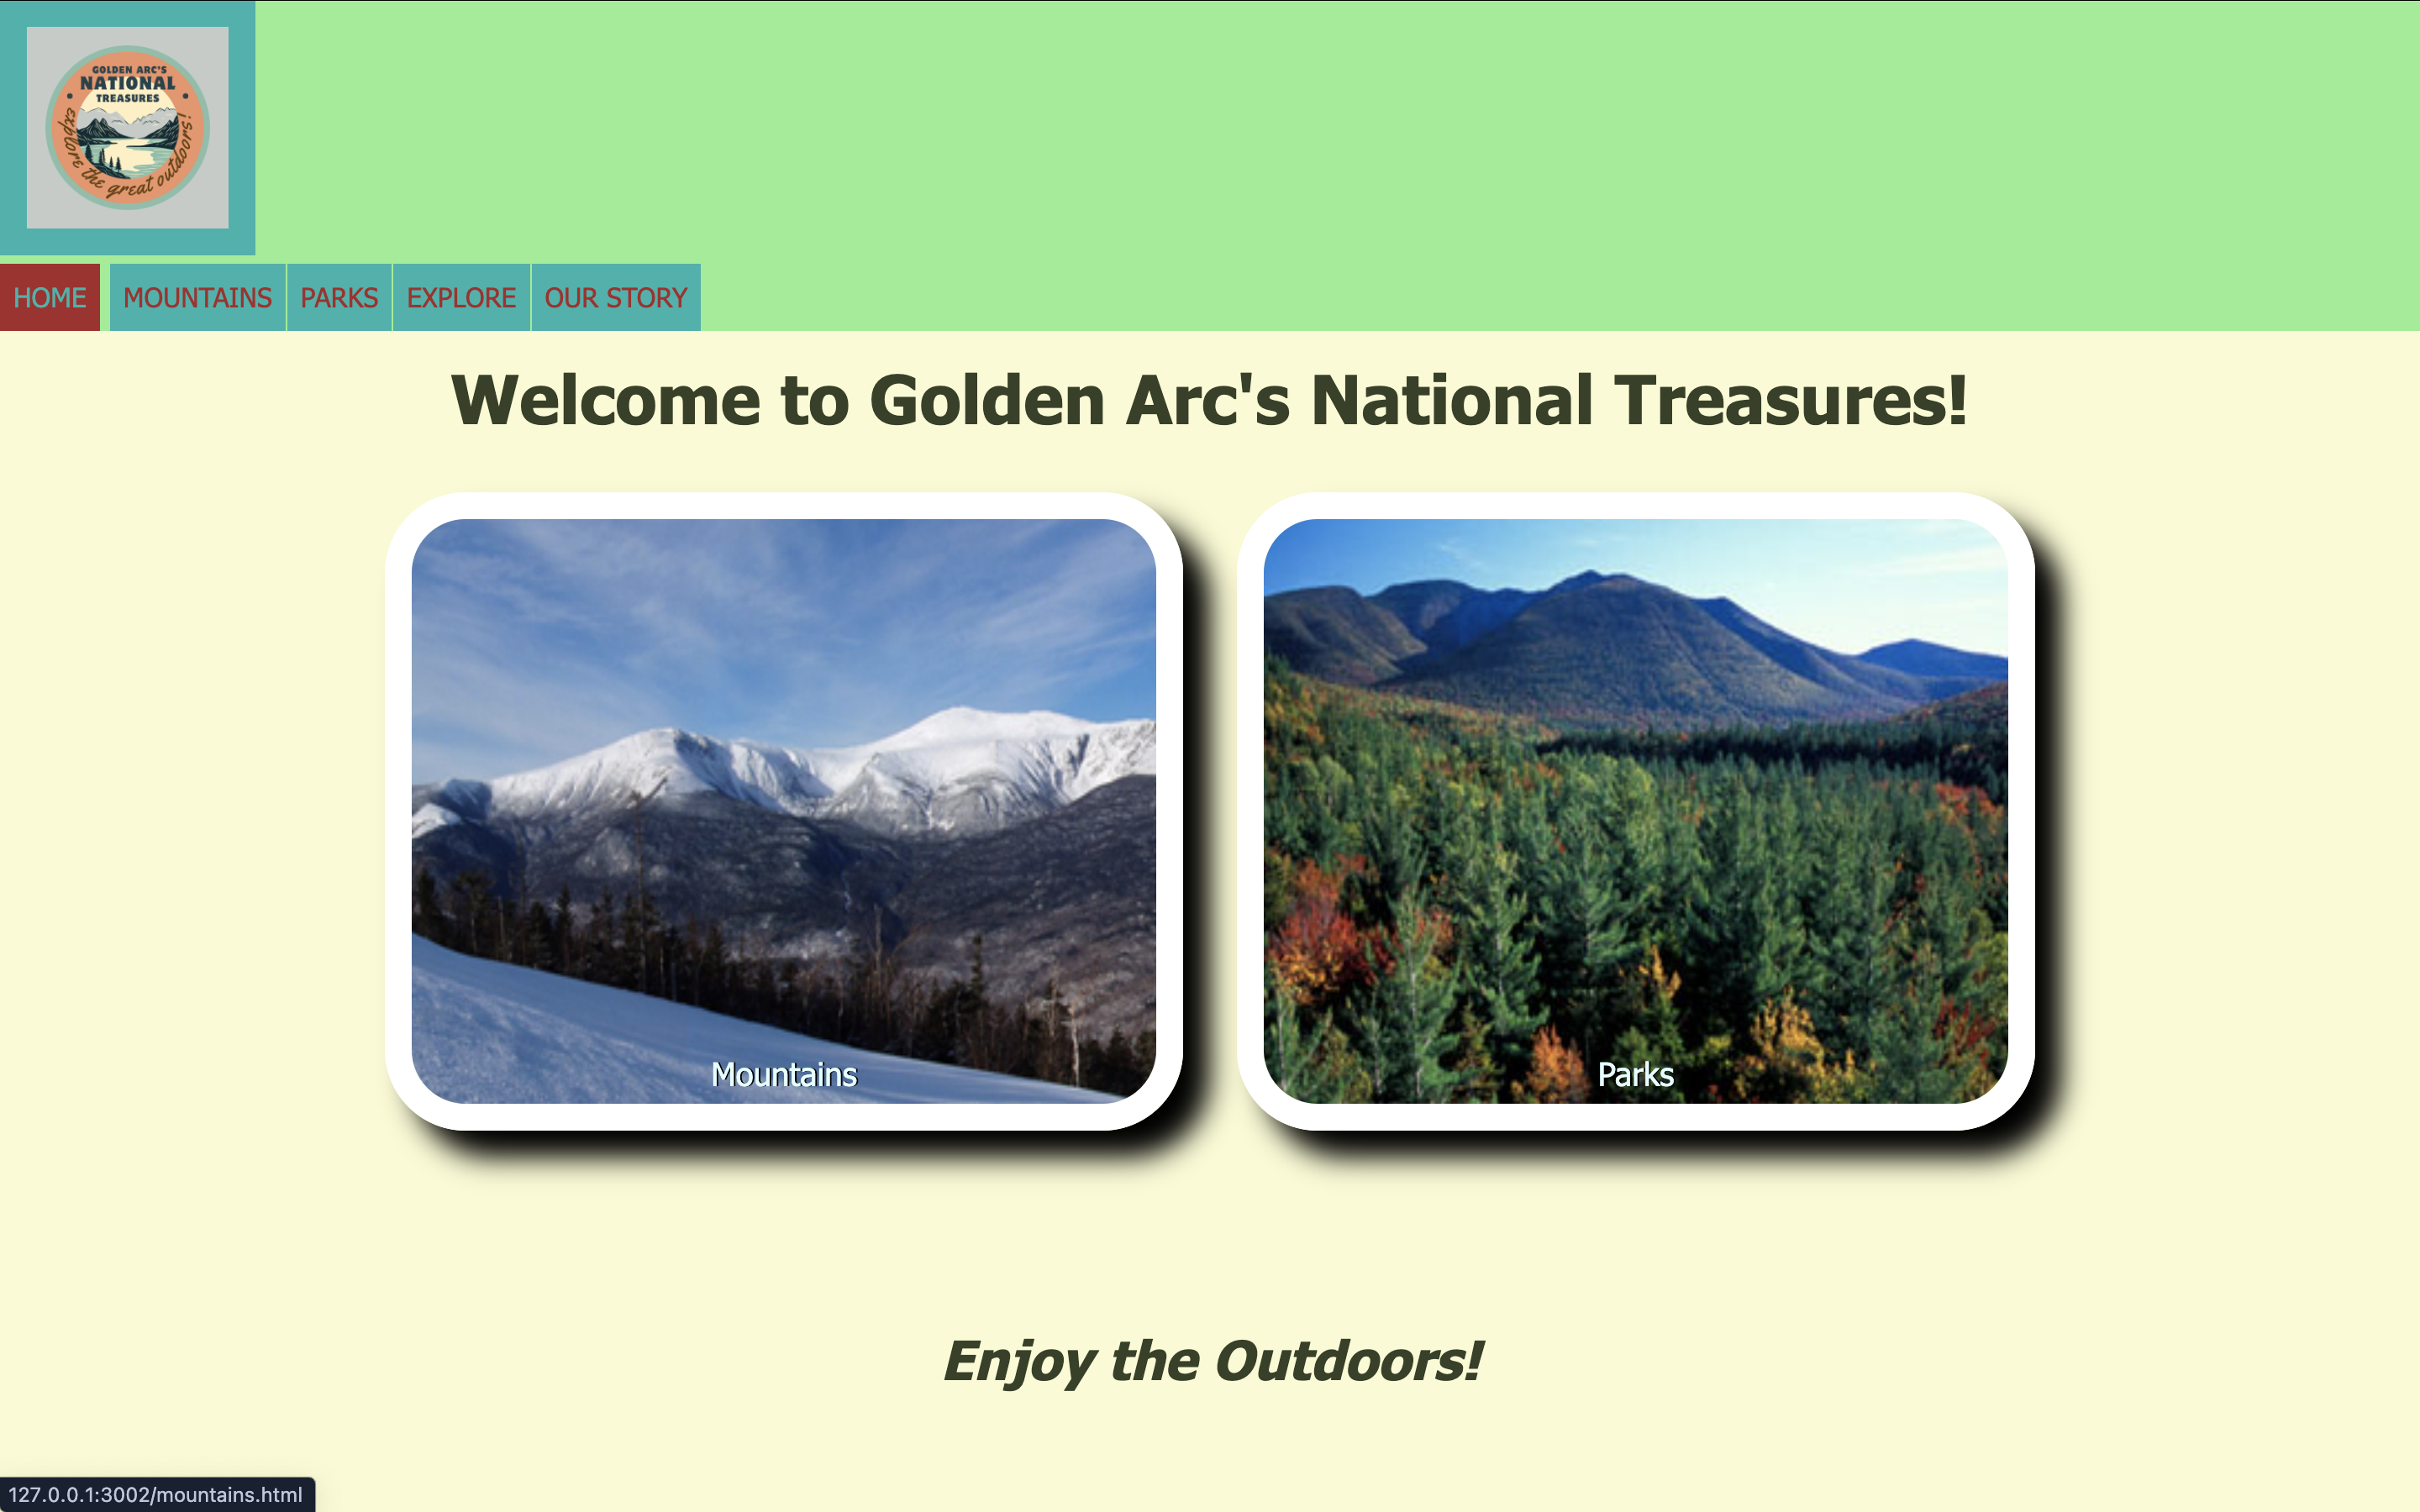 GOLDEN ARC'S
NATIONAL
TREASURES
explore the great outdoors!
HOME MOUNTAINS PARKS EXPLORE OUR STORY
Welcome to Golden Arc's National Treasures!
Mountains Parks
Enjoy the Outdoors!
127.0.0.1:3002/mountains.html